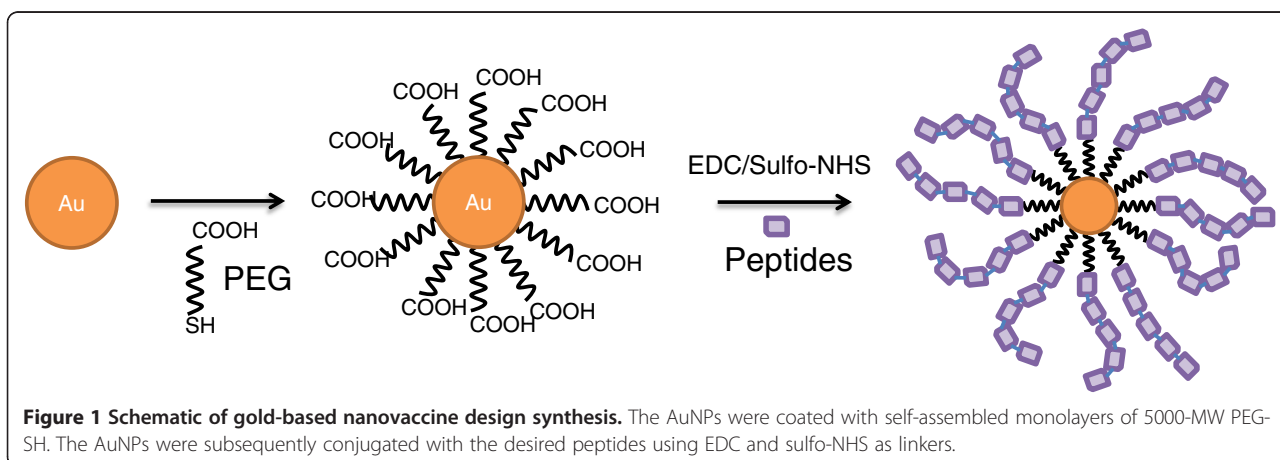 Au
COOH
PEG
SH
COOH
COOH
COOH
COOH
COOH
COOH
COOH
COOH
COOH
COOH
COOH
COOH
Au
EDC/Sulfo-NHS
Peptides
Figure 1 Schematic of gold-based nanovaccine design synthesis. The AuNPs were coated with self-assembled monolayers of 5000-MW PEG-
SH. The AuNPs were subsequently conjugated with the desired peptides using EDC and sulfo-NHS as linkers.